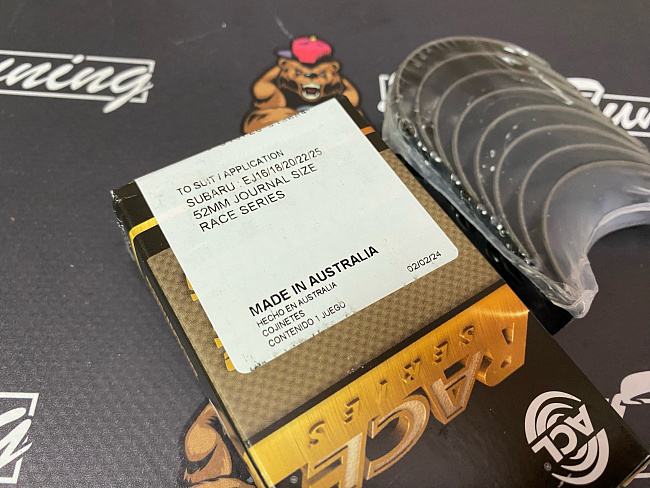 TO SUIT / APPLICATION
SUBARU : EJ16/18/20/22/25
52MM JOURNAL SIZE
RACE SERIES
MADE IN AUSTRALIA
HECHO EN AUSTRALIA
COJINETES
CONTENIDO 1 JUEGO
02/02/24
RACE
SERIES
ACL